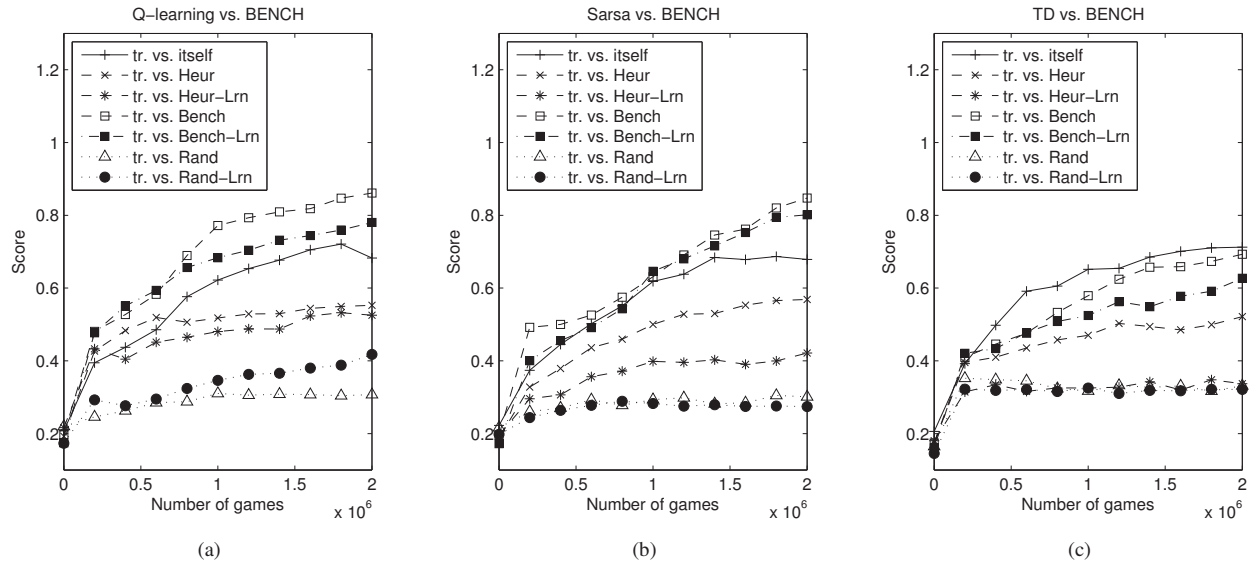 Q-learning vs. BENCH
1.2
1
0.8
0.6
0.4
0.2
Score
tr. vs. itself
tr. vs. Heur
tr. vs. Heur-Lrn
tr. vs. Bench
tr. vs. Bench-Lrn
tr. vs. Rand
tr. vs. Rand-Lrn
0 0.5 1 1.5 2
Number of games
x 10^6
(a)
Sarsa vs. BENCH
1.2
1
0.8
0.6
0.4
0.2
Score
tr. vs. itself
tr. vs. Heur
tr. vs. Heur-Lrn
tr. vs. Bench
tr. vs. Bench-Lrn
tr. vs. Rand
tr. vs. Rand-Lrn
0 0.5 1 1.5 2
Number of games
x 10^6
(b)
TD vs. BENCH
1.2
1
0.8
0.6
0.4
0.2
Score
tr. vs. itself
tr. vs. Heur
tr. vs. Heur-Lrn
tr. vs. Bench
tr. vs. Bench-Lrn
tr. vs. Rand
tr. vs. Rand-Lrn
0 0.5 1 1.5 2
Number of games
x 10^6
(c)